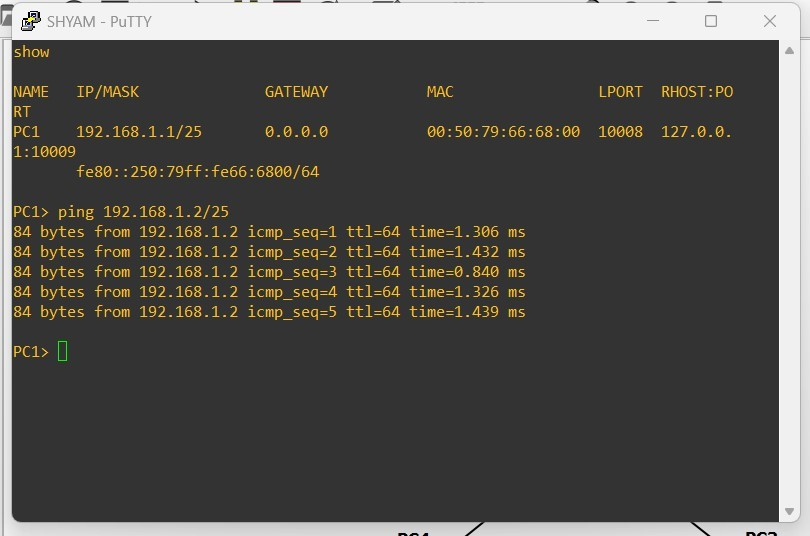 SHYAM - PuTTY
show
NAME IP/MASK GATEWAY MAC LPORT RHOST:PO
RT
PC1 192.168.1.1/25 0.0.0.0 00:50:79:66:68:00 10008 127.0.0.
1:10009
fe80::250:79ff:fe66:6800/64
PC1> ping 192.168.1.2/25
84 bytes from 192.168.1.2 icmp_seq=1 ttl=64 time=1.306 ms
84 bytes from 192.168.1.2 icmp_seq=2 ttl=64 time=1.432 ms
84 bytes from 192.168.1.2 icmp_seq=3 ttl=64 time=0.840 ms
84 bytes from 192.168.1.2 icmp_seq=4 ttl=64 time=1.326 ms
84 bytes from 192.168.1.2 icmp_seq=5 ttl=64 time=1.439 ms
PC1>